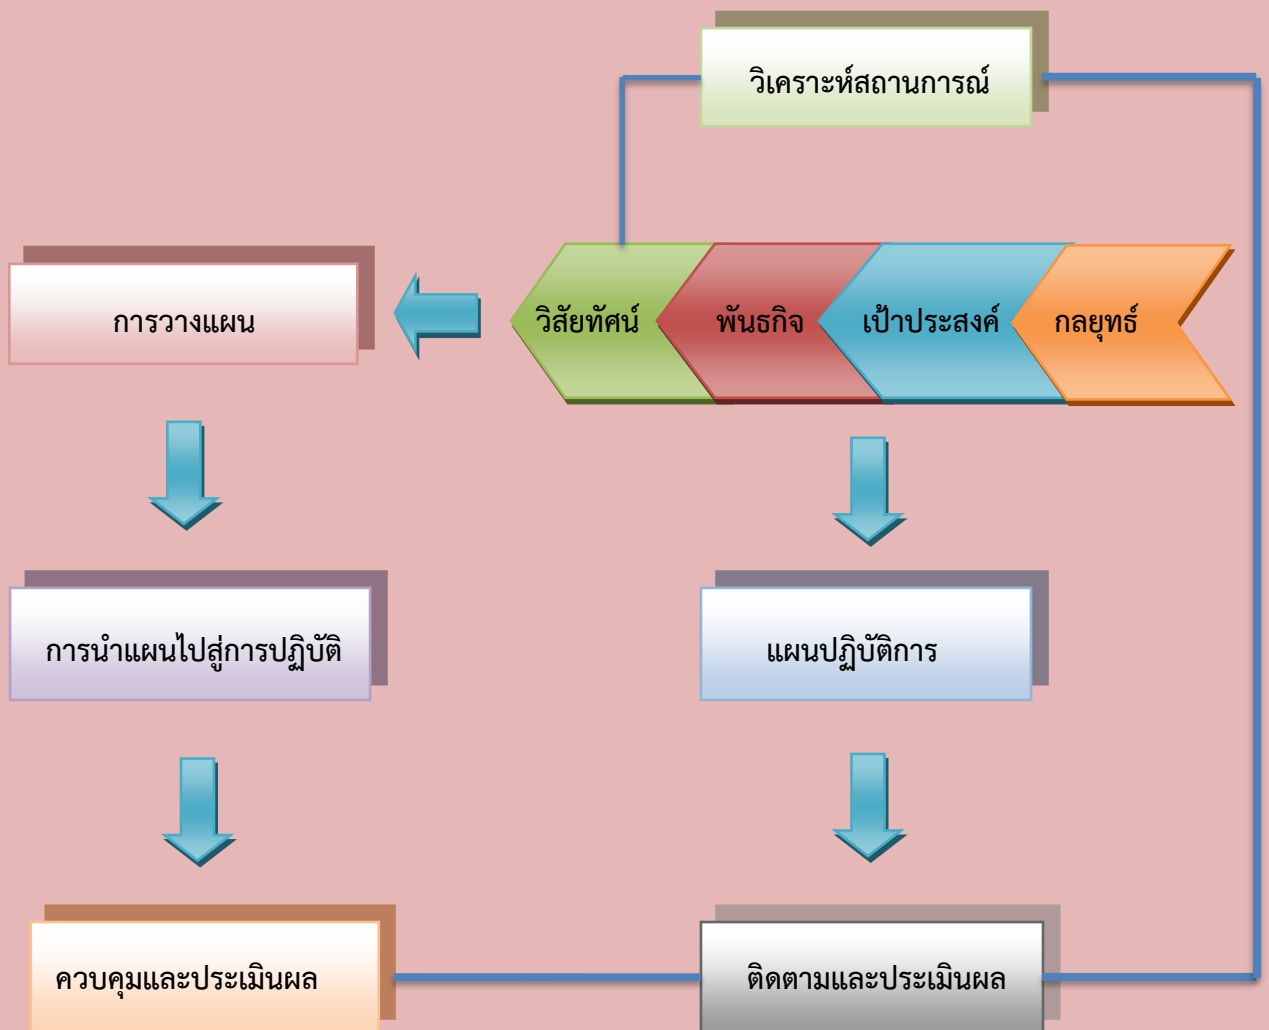 วิเคราะห์สถานการณ์
การวางแผน
วิสัยทัศน์
พันธกิจ
เป้าประสงค์
กลยุทธ์
การนำแผนไปสู่การปฏิบัติ
แผนปฏิบัติการ
ควบคุมและประเมินผล
ติดตามและประเมินผล